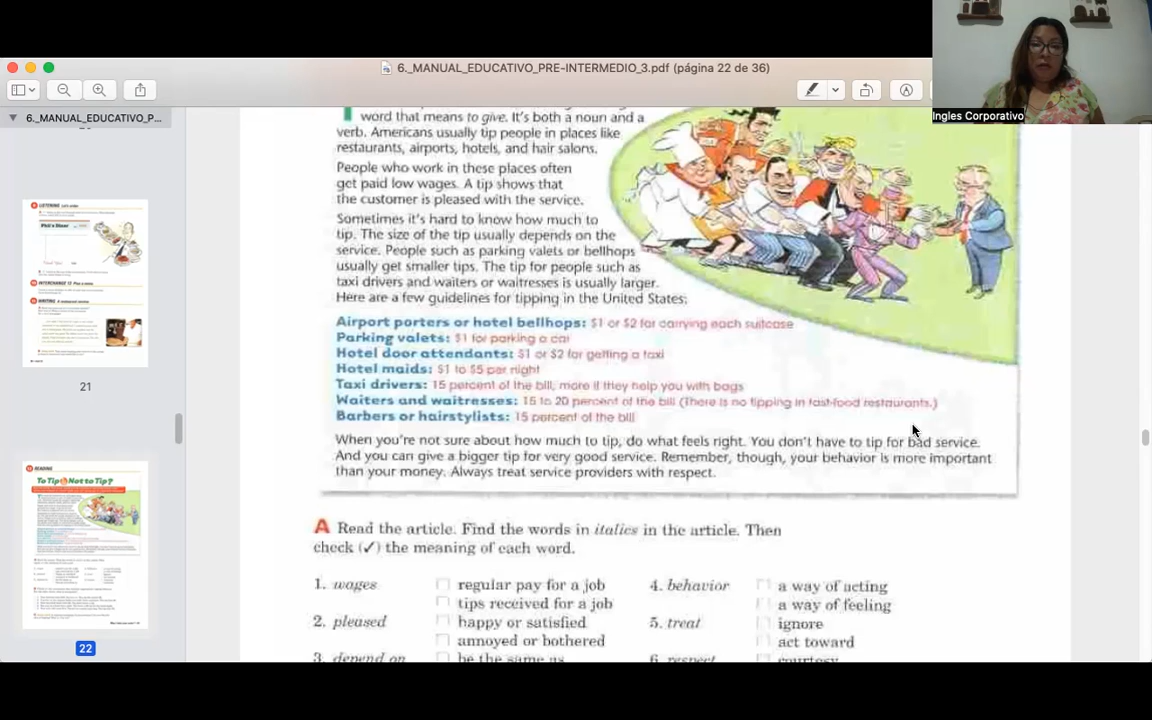 6._MANUAL_EDUCATIVO_PRE-INTERMEDIO_3.pdf (página 22 de 36)
Ingles Corporativo
6._MANUAL_EDUCATIVO_P...
21
To Tip Not to Tip?
22
word that means to give. It's both a noun and a
verb. Americans usually tip people in places like
restaurants, airports, hotels, and hair salons.
People who work in these places often
get paid low wages. A tip shows that
the customer is pleased with the service.
Sometimes it's hard to know how much to
tip. The size of the tip usually depends on the
service. People such as parking valets or bellhops
usually get smaller tips. The tip for people such as
taxi drivers and waiters or waitresses is usually larger.
Here are a few guidelines for tipping in the United States:
Airport porters or hotel bellhops: $1 or $2 for carrying each suitcase
Parking valets: $1 for parking a car
Hotel door attendants: $1 or $2 for getting a taxi
Hotel maids: $1 to $5 per night
Taxi drivers: 15 percent of the bill, more if they help you with bags
Waiters and waitresses: 15 to 20 percent of the bill (There is no tipping in fast-food restaurants.)
Barbers or hairstylists: 15 percent of the bill
When you're not sure about how much to tip, do what feels right. You don't have to tip for bad service.
And you can give a bigger tip for very good service. Remember, though, your behavior is more important
than your money. Always treat service providers with respect.
A Read the article. Find the words in italics in the article. Then
check (✓) the meaning of each word.
1. wages
regular pay for a job
tips received for a job
2. pleased
happy or satisfied
annoyed or bothered
3. depend on
be the same as
4. behavior
a way of acting
a way of feeling
5. treat
ignore
act toward
6. respect
courtesy